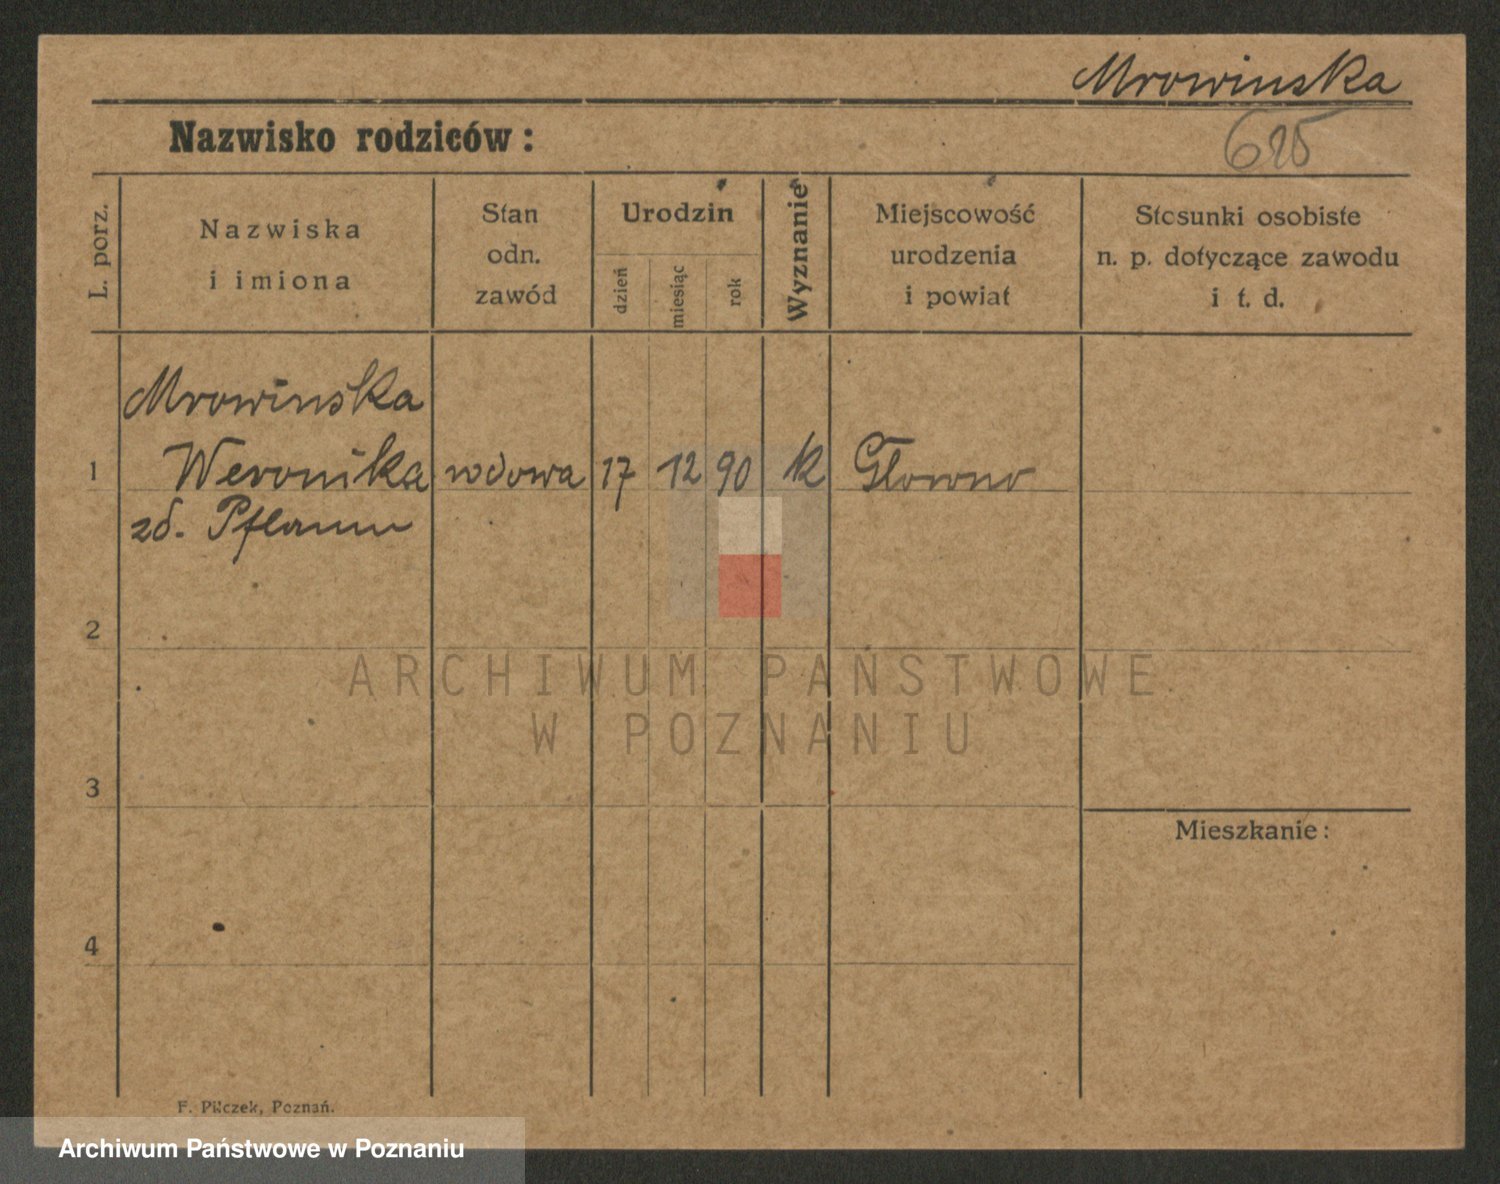 Mrowinska
Nazwisko rodziców:
625
L. porz.
Nazwiska
i imiona
Stan
odn.
zawód
Urodzin
dzień
miesiąc
rok
Wyznanie
Miejscowość
urodzenia
i powiat
Stosunki osobiste
n. p. dotyczące zawodu
i t. d.
Mrowinska
1 Weronika wdowa 17 12 90 k Głowno
zd. Pflaum
2
ARCHIWUM PAŃSTWOWE
W POZNANIU
3
Mieszkanie:
4
F. Pilczek, Poznań.
Archiwum Państwowe w Poznaniu